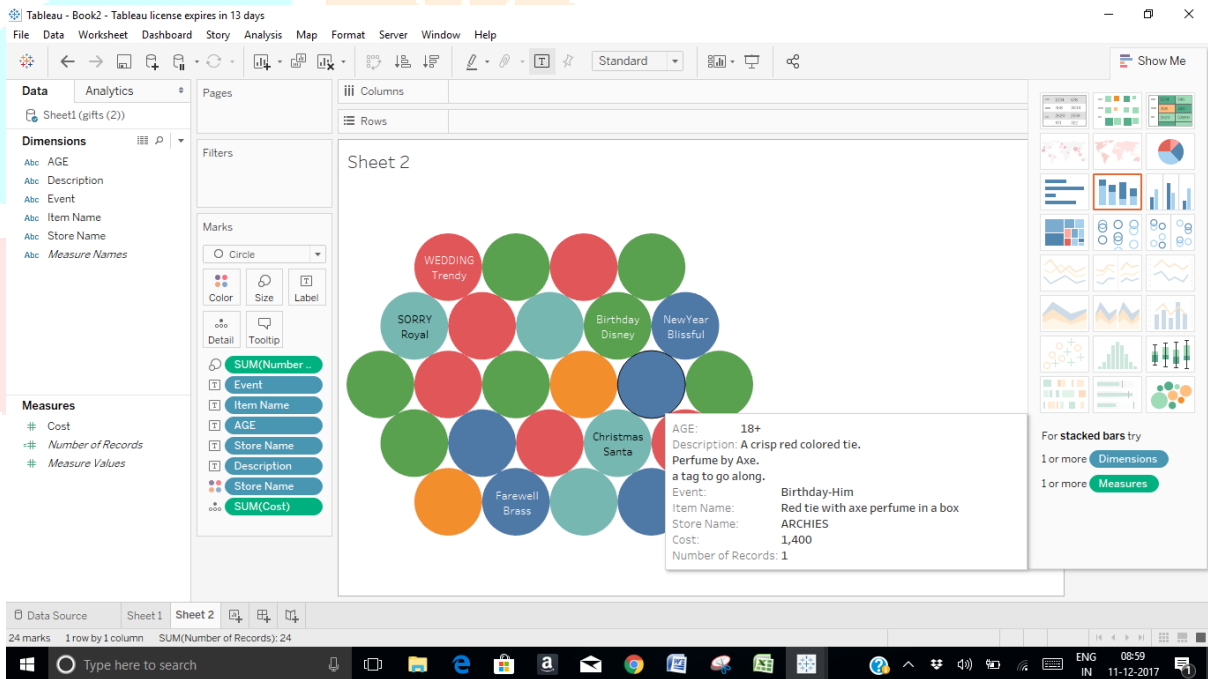 Tableau - Book2 - Tableau license expires in 13 days
File Data Worksheet Dashboard Story Analysis Map Format Server Window Help
Standard
Show Me
Data Analytics
Sheet1 (gifts (2))
Dimensions
Abc AGE
Abc Description
Abc Event
Abc Item Name
Abc Store Name
Abc Measure Names
Measures
# Cost
# Number of Records
# Measure Values
Pages
Filters
Marks
Circle
Color Size Label
Detail Tooltip
SUM(Number ..
Event
Item Name
AGE
Store Name
Description
Store Name
SUM(Cost)
Columns
Rows
Sheet 2
WEDDING
Trendy
SORRY
Royal
Birthday
Disney
NewYear
Blissful
Christmas
Santa
Farewell
Brass
AGE: 18+
Description: A crisp red colored tie.
Perfume by Axe.
a tag to go along.
Event: Birthday-Him
Item Name: Red tie with axe perfume in a box
Store Name: ARCHIES
Cost: 1,400
Number of Records: 1
For stacked bars try
1 or more Dimensions
1 or more Measures
Data Source Sheet 1 Sheet 2
24 marks 1 row by 1 column SUM(Number of Records): 24
Type here to search
ENG
IN
08:59
11-12-2017
1